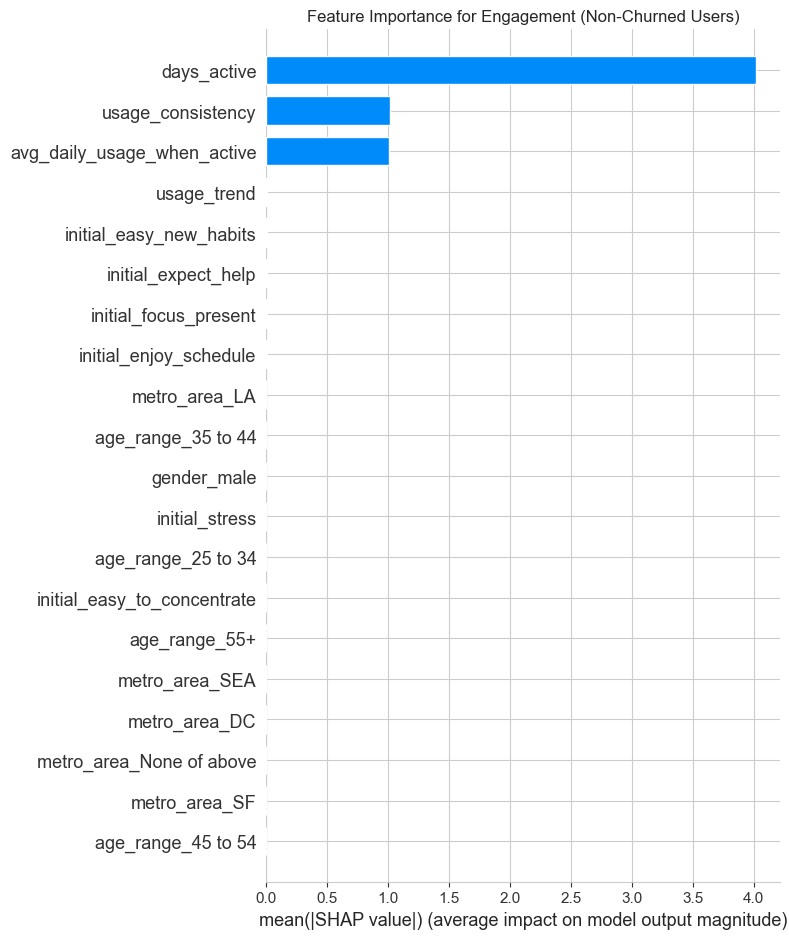 Feature Importance for Engagement (Non-Churned Users)
days_active
usage_consistency
avg_daily_usage_when_active
usage_trend
initial_easy_new_habits
initial_expect_help
initial_focus_present
initial_enjoy_schedule
metro_area_LA
age_range_35 to 44
gender_male
initial_stress
age_range_25 to 34
initial_easy_to_concentrate
age_range_55+
metro_area_SEA
metro_area_DC
metro_area_None of above
metro_area_SF
age_range_45 to 54
0.0 0.5 1.0 1.5 2.0 2.5 3.0 3.5 4.0
mean(|SHAP value|) (average impact on model output magnitude)